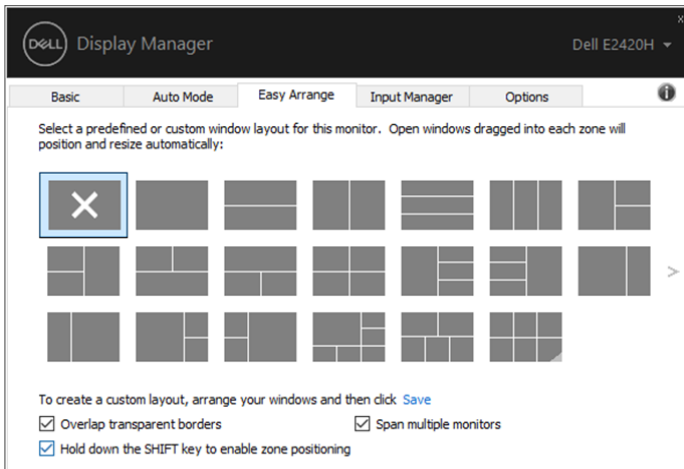 x
DELL Display Manager
Dell E2420H
Basic Auto Mode Easy Arrange Input Manager Options i
Select a predefined or custom window layout for this monitor. Open windows dragged into each zone will
position and resize automatically:
>
To create a custom layout, arrange your windows and then click Save
Overlap transparent borders
Span multiple monitors
Hold down the SHIFT key to enable zone positioning